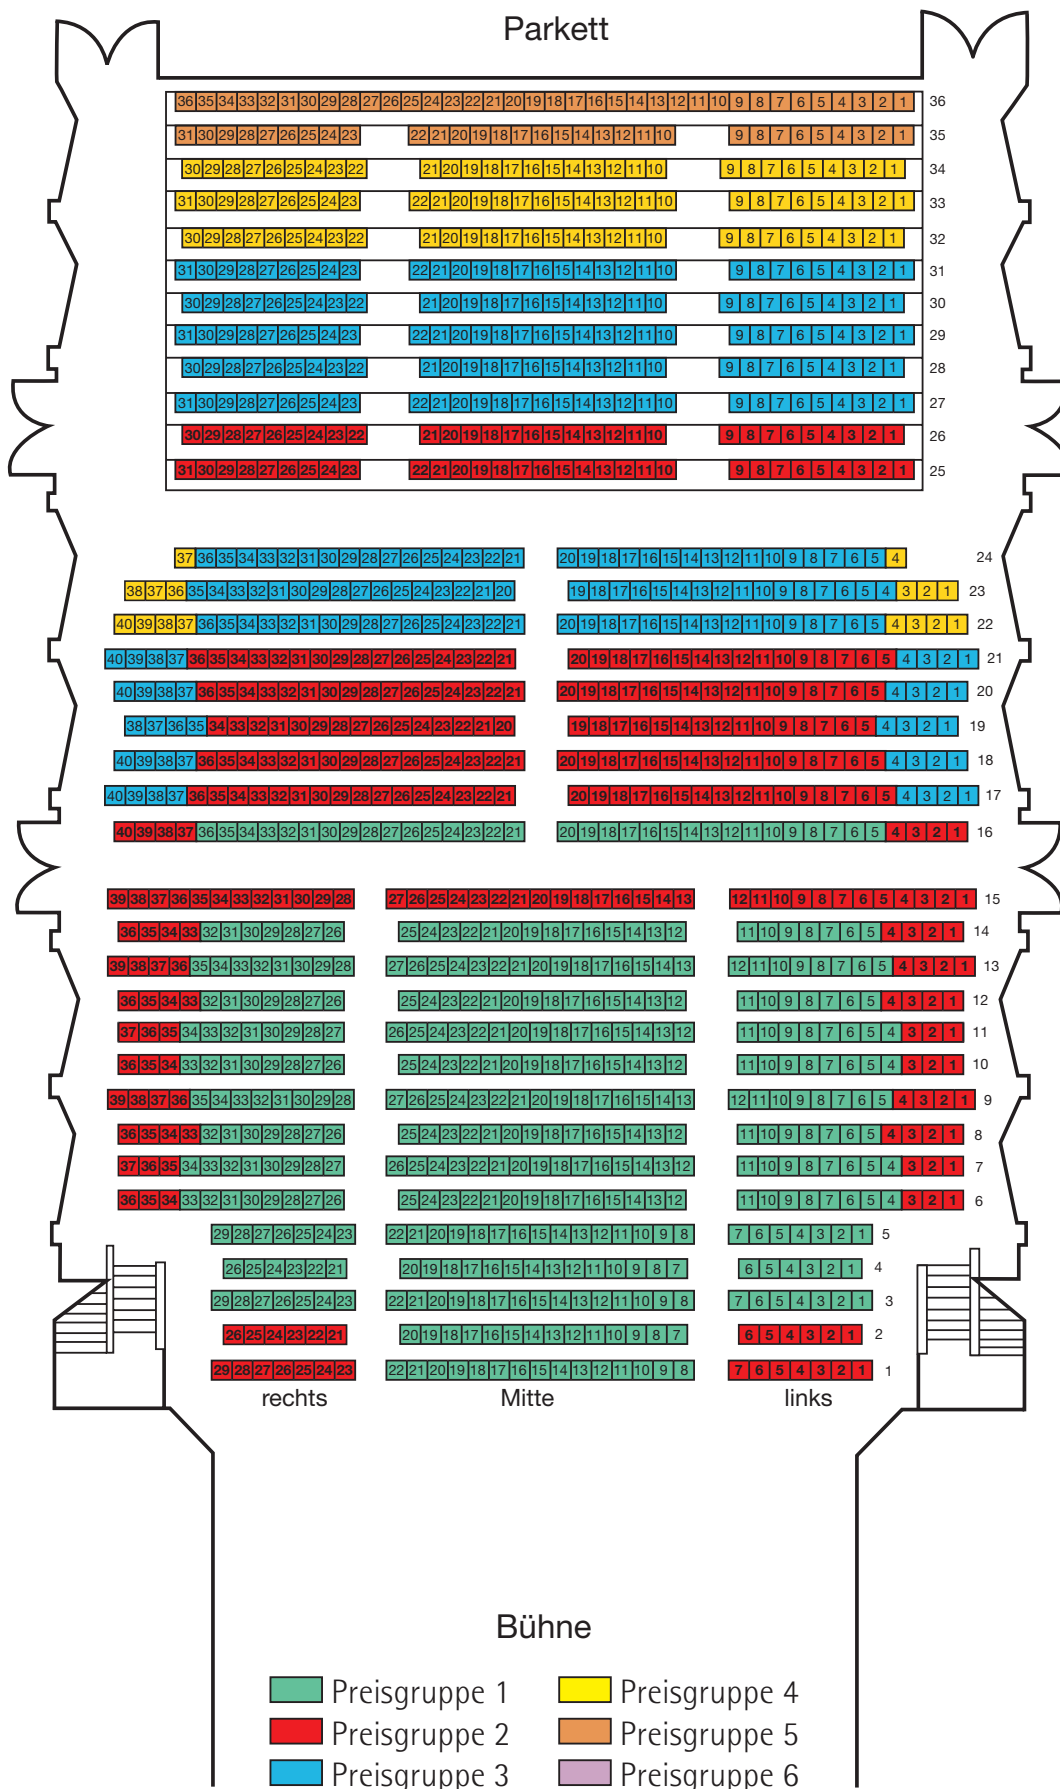 Parkett
36 35 34 33 32 31 30 29 28 27 26 25 24 23 22 21 20 19 18 17 16 15 14 13 12 11 10 9 8 7 6 5 4 3 2 1 36
31 30 29 28 27 26 25 24 23 22 21 20 19 18 17 16 15 14 13 12 11 10 9 8 7 6 5 4 3 2 1 35
30 29 28 27 26 25 24 23 22 21 20 19 18 17 16 15 14 13 12 11 10 9 8 7 6 5 4 3 2 1 34
31 30 29 28 27 26 25 24 23 22 21 20 19 18 17 16 15 14 13 12 11 10 9 8 7 6 5 4 3 2 1 33
30 29 28 27 26 25 24 23 22 21 20 19 18 17 16 15 14 13 12 11 10 9 8 7 6 5 4 3 2 1 32
31 30 29 28 27 26 25 24 23 22 21 20 19 18 17 16 15 14 13 12 11 10 9 8 7 6 5 4 3 2 1 31
30 29 28 27 26 25 24 23 22 21 20 19 18 17 16 15 14 13 12 11 10 9 8 7 6 5 4 3 2 1 30
31 30 29 28 27 26 25 24 23 22 21 20 19 18 17 16 15 14 13 12 11 10 9 8 7 6 5 4 3 2 1 29
30 29 28 27 26 25 24 23 22 21 20 19 18 17 16 15 14 13 12 11 10 9 8 7 6 5 4 3 2 1 28
31 30 29 28 27 26 25 24 23 22 21 20 19 18 17 16 15 14 13 12 11 10 9 8 7 6 5 4 3 2 1 27
30 29 28 27 26 25 24 23 22 21 20 19 18 17 16 15 14 13 12 11 10 9 8 7 6 5 4 3 2 1 26
31 30 29 28 27 26 25 24 23 22 21 20 19 18 17 16 15 14 13 12 11 10 9 8 7 6 5 4 3 2 1 25
37 36 35 34 33 32 31 30 29 28 27 26 25 24 23 22 21 20 19 18 17 16 15 14 13 12 11 10 9 8 7 6 5 4 24
38 37 36 35 34 33 32 31 30 29 28 27 26 25 24 23 22 21 20 19 18 17 16 15 14 13 12 11 10 9 8 7 6 5 4 3 2 1 23
40 39 38 37 36 35 34 33 32 31 30 29 28 27 26 25 24 23 22 21 20 19 18 17 16 15 14 13 12 11 10 9 8 7 6 5 4 3 2 1 22
40 39 38 37 36 35 34 33 32 31 30 29 28 27 26 25 24 23 22 21 20 19 18 17 16 15 14 13 12 11 10 9 8 7 6 5 4 3 2 1 21
40 39 38 37 36 35 34 33 32 31 30 29 28 27 26 25 24 23 22 21 20 19 18 17 16 15 14 13 12 11 10 9 8 7 6 5 4 3 2 1 20
38 37 36 35 34 33 32 31 30 29 28 27 26 25 24 23 22 21 20 19 18 17 16 15 14 13 12 11 10 9 8 7 6 5 4 3 2 1 19
40 39 38 37 36 35 34 33 32 31 30 29 28 27 26 25 24 23 22 21 20 19 18 17 16 15 14 13 12 11 10 9 8 7 6 5 4 3 2 1 18
40 39 38 37 36 35 34 33 32 31 30 29 28 27 26 25 24 23 22 21 20 19 18 17 16 15 14 13 12 11 10 9 8 7 6 5 4 3 2 1 17
40 39 38 37 36 35 34 33 32 31 30 29 28 27 26 25 24 23 22 21 20 19 18 17 16 15 14 13 12 11 10 9 8 7 6 5 4 3 2 1 16
39 38 37 36 35 34 33 32 31 30 29 28 27 26 25 24 23 22 21 20 19 18 17 16 15 14 13 12 11 10 9 8 7 6 5 4 3 2 1 15
36 35 34 33 32 31 30 29 28 27 26 25 24 23 22 21 20 19 18 17 16 15 14 13 12 11 10 9 8 7 6 5 4 3 2 1 14
39 38 37 36 35 34 33 32 31 30 29 28 27 26 25 24 23 22 21 20 19 18 17 16 15 14 13 12 11 10 9 8 7 6 5 4 3 2 1 13
36 35 34 33 32 31 30 29 28 27 26 25 24 23 22 21 20 19 18 17 16 15 14 13 12 11 10 9 8 7 6 5 4 3 2 1 12
37 36 35 34 33 32 31 30 29 28 27 26 25 24 23 22 21 20 19 18 17 16 15 14 13 12 11 10 9 8 7 6 5 4 3 2 1 11
36 35 34 33 32 31 30 29 28 27 26 25 24 23 22 21 20 19 18 17 16 15 14 13 12 11 10 9 8 7 6 5 4 3 2 1 10
39 38 37 36 35 34 33 32 31 30 29 28 27 26 25 24 23 22 21 20 19 18 17 16 15 14 13 12 11 10 9 8 7 6 5 4 3 2 1 9
36 35 34 33 32 31 30 29 28 27 26 25 24 23 22 21 20 19 18 17 16 15 14 13 12 11 10 9 8 7 6 5 4 3 2 1 8
37 36 35 34 33 32 31 30 29 28 27 26 25 24 23 22 21 20 19 18 17 16 15 14 13 12 11 10 9 8 7 6 5 4 3 2 1 7
36 35 34 33 32 31 30 29 28 27 26 25 24 23 22 21 20 19 18 17 16 15 14 13 12 11 10 9 8 7 6 5 4 3 2 1 6
29 28 27 26 25 24 23 22 21 20 19 18 17 16 15 14 13 12 11 10 9 8 7 6 5 4 3 2 1 5
26 25 24 23 22 21 20 19 18 17 16 15 14 13 12 11 10 9 8 7 6 5 4 3 2 1 4
29 28 27 26 25 24 23 22 21 20 19 18 17 16 15 14 13 12 11 10 9 8 7 6 5 4 3 2 1 3
26 25 24 23 22 21 20 19 18 17 16 15 14 13 12 11 10 9 8 7 6 5 4 3 2 1 2
29 28 27 26 25 24 23 22 21 20 19 18 17 16 15 14 13 12 11 10 9 8 7 6 5 4 3 2 1 1
rechts Mitte links
Bühne
Preisgruppe 1 Preisgruppe 4
Preisgruppe 2 Preisgruppe 5
Preisgruppe 3 Preisgruppe 6